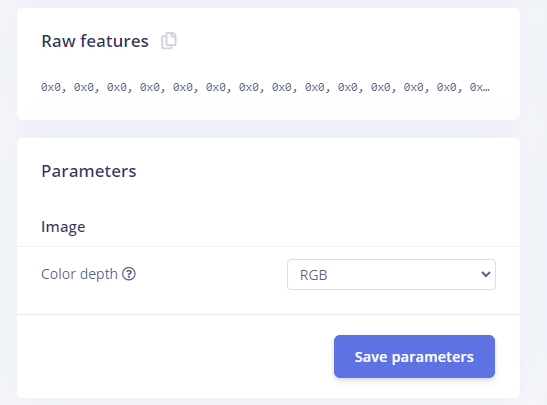 Raw features
0x0, 0x0, 0x0, 0x0, 0x0, 0x0, 0x0, 0x0, 0x0, 0x0, 0x0, 0x0, 0x0, 0x…
Parameters
Image
Color depth ?
RGB
Save parameters